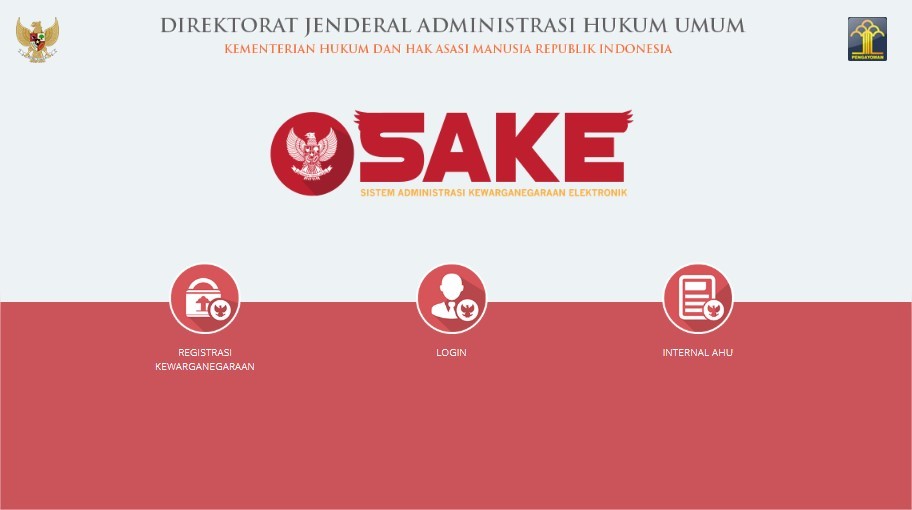 DIREKTORAT JENDERAL ADMINISTRASI HUKUM UMUM
KEMENTERIAN HUKUM DAN HAK ASASI MANUSIA REPUBLIK INDONESIA
PENGAYOMAN
SAKE
SISTEM ADMINISTRASI KEWARGANEGARAAN ELEKTRONIK
REGISTRASI
KEWARGANEGARAAN
LOGIN
INTERNAL AHU